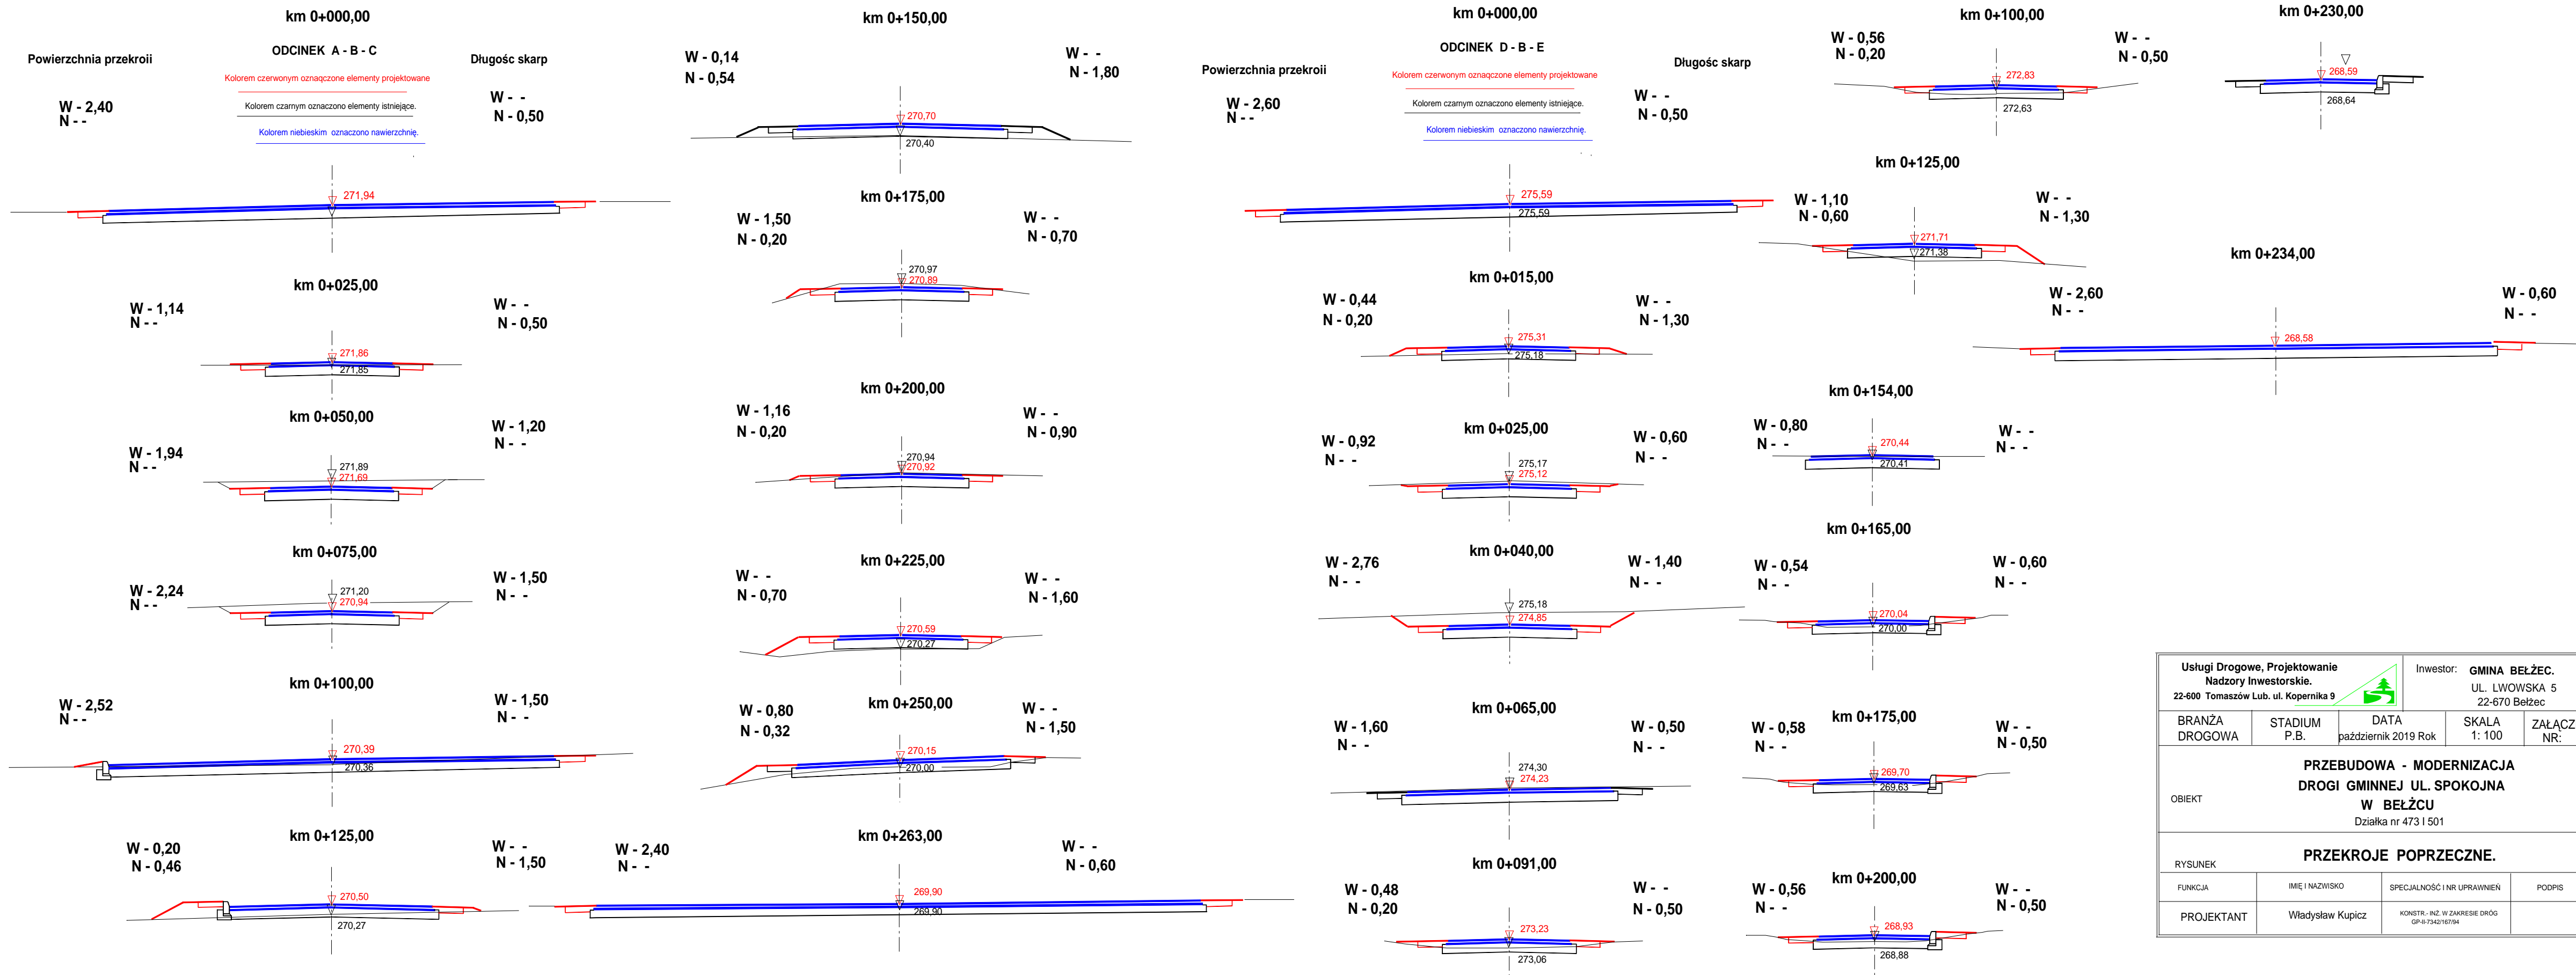 km 0+000,00
ODCINEK A - B - C
Powierzchnia przekroii
Długośc skarp
Kolorem czerwonym oznaqczone elementy projektowane
Kolorem czarnym oznaczono elementy istniejące.
Kolorem niebieskim oznaczono nawierzchnię.
W - 2,40
N - -
W - -
N - 0,50
271,94
km 0+025,00
W - 1,14
N - -
W - -
N - 0,50
271,86
271,85
km 0+050,00
W - 1,94
N - -
W - 1,20
N - -
271,89
271,69
km 0+075,00
W - 2,24
N - -
W - 1,50
N - -
271,20
270,94
km 0+100,00
W - 2,52
N - -
W - 1,50
N - -
270,39
270,36
km 0+125,00
W - 0,20
N - 0,46
W - -
N - 1,50
270,50
270,27
km 0+150,00
W - 0,14
N - 0,54
W - -
N - 1,80
270,70
270,40
km 0+175,00
W - 1,50
N - 0,20
W - -
N - 0,70
270,97
270,89
km 0+200,00
W - 1,16
N - 0,20
W - -
N - 0,90
270,94
270,92
km 0+225,00
W - -
N - 0,70
W - -
N - 1,60
270,59
270,27
km 0+250,00
W - 0,80
N - 0,32
W - -
N - 1,50
270,15
270,00
km 0+263,00
W - 2,40
N - -
W - -
N - 0,60
269,90
269,90
km 0+000,00
ODCINEK D - B - E
Powierzchnia przekroii
Długośc skarp
Kolorem czerwonym oznaqczone elementy projektowane
Kolorem czarnym oznaczono elementy istniejące.
Kolorem niebieskim oznaczono nawierzchnię.
W - 2,60
N - -
W - -
N - 0,50
275,59
275,59
km 0+015,00
W - 0,44
N - 0,20
W - -
N - 1,30
275,31
275,18
km 0+025,00
W - 0,92
N - -
W - 0,60
N - -
275,17
275,12
km 0+040,00
W - 2,76
N - -
W - 1,40
N - -
275,18
274,85
km 0+065,00
W - 1,60
N - -
W - 0,50
N - -
274,30
274,23
km 0+091,00
W - 0,48
N - 0,20
W - -
N - 0,50
273,23
273,06
km 0+100,00
W - 0,56
N - 0,20
W - -
N - 0,50
272,83
272,63
km 0+125,00
W - 1,10
N - 0,60
W - -
N - 1,30
271,71
271,38
km 0+154,00
W - 0,80
N - -
W - -
N - -
270,44
270,41
km 0+165,00
W - 0,54
N - -
W - 0,60
N - -
270,04
270,00
km 0+175,00
W - 0,58
N - -
W - -
N - 0,50
269,70
269,63
km 0+200,00
W - 0,56
N - -
W - -
N - 0,50
268,93
268,88
km 0+230,00
268,59
268,64
km 0+234,00
W - 2,60
N - -
W - 0,60
N - -
268,58
Usługi Drogowe, Projektowanie
Nadzory Inwestorskie.
22-600 Tomaszów Lub. ul. Kopernika 9
Inwestor: GMINA BEŁŻEC.
UL. LWOWSKA 5
22-670 Bełżec
BRANŻA
DROGOWA
STADIUM
P.B.
DATA
październik 2019 Rok
SKALA
1: 100
ZAŁĄCZ
NR:
OBIEKT
PRZEBUDOWA - MODERNIZACJA
DROGI GMINNEJ UL. SPOKOJNA
W BEŁŻCU
Działka nr 473 I 501
RYSUNEK
PRZEKROJE POPRZECZNE.
FUNKCJA
IMIĘ I NAZWISKO
SPECJALNOŚĆ I NR UPRAWNIEŃ
PODPIS
PROJEKTANT
Władysław Kupicz
KONSTR.- INŻ. W ZAKRESIE DRÓG
GP-II-7342/167/94